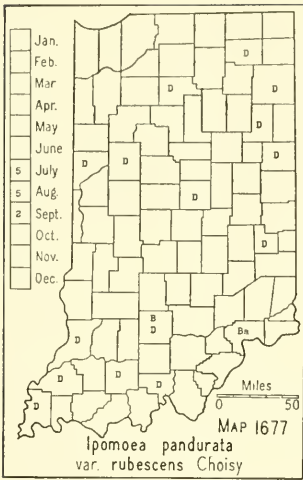 Jan.
Feb.
Mar
Apr.
May
June
5 July
5 Aug.
2 Sept.
Oct.
Nov.
Dec.
D
D D
D
D D D
D
D
B
D
D Ba
D D D
D
Miles
0 50
MAP 1677
Ipomoea pandurata
var. rubescens Choisy